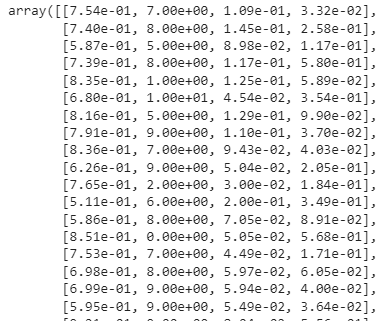 array([[7.54e-01, 7.00e+00, 1.09e-01, 3.32e-02],
[7.40e-01, 8.00e+00, 1.45e-01, 2.58e-01],
[5.87e-01, 5.00e+00, 8.98e-02, 1.17e-01],
[7.39e-01, 8.00e+00, 1.17e-01, 5.80e-02],
[8.35e-01, 1.00e+00, 1.25e-01, 5.89e-02],
[6.80e-01, 1.00e+01, 4.54e-02, 3.54e-01],
[8.16e-01, 5.00e+00, 1.29e-01, 9.90e-02],
[7.91e-01, 9.00e+00, 1.10e-01, 3.70e-02],
[8.36e-01, 7.00e+00, 9.43e-02, 4.03e-02],
[6.26e-01, 9.00e+00, 5.04e-02, 2.05e-01],
[7.65e-01, 2.00e+00, 3.00e-02, 1.84e-01],
[5.11e-01, 6.00e+00, 2.00e-01, 3.49e-01],
[5.86e-01, 8.00e+00, 7.05e-02, 8.91e-02],
[8.51e-01, 0.00e+00, 5.05e-02, 5.68e-01],
[7.53e-01, 7.00e+00, 4.49e-02, 1.71e-01],
[6.98e-01, 8.00e+00, 5.97e-02, 6.05e-02],
[6.99e-01, 9.00e+00, 5.94e-02, 4.00e-02],
[5.95e-01, 9.00e+00, 5.49e-02, 3.64e-02],